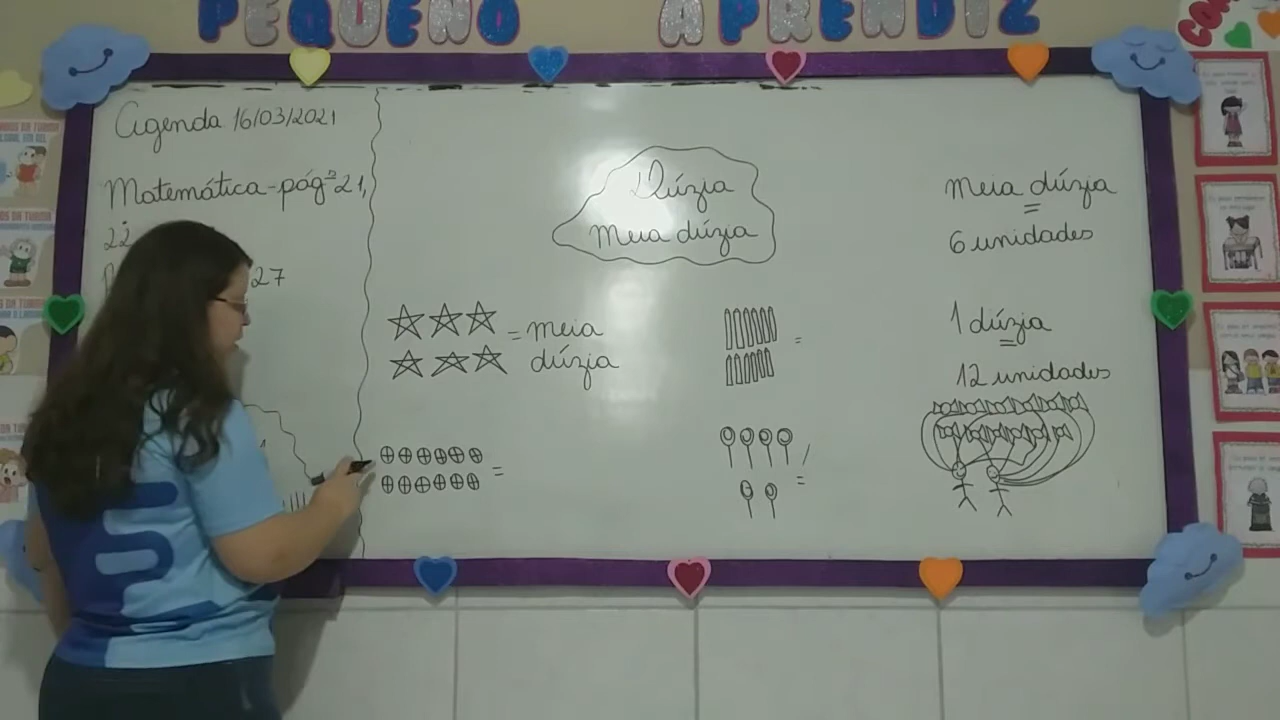 PEQUENO APRENDIZ
Agenda 16/03/2021
Matemática - pág⁻ˢ 21,
22
27
Dúzia
Meia dúzia
= meia
dúzia
=
=
=
meia dúzia
=
6 unidades
1 dúzia
=
12 unidades